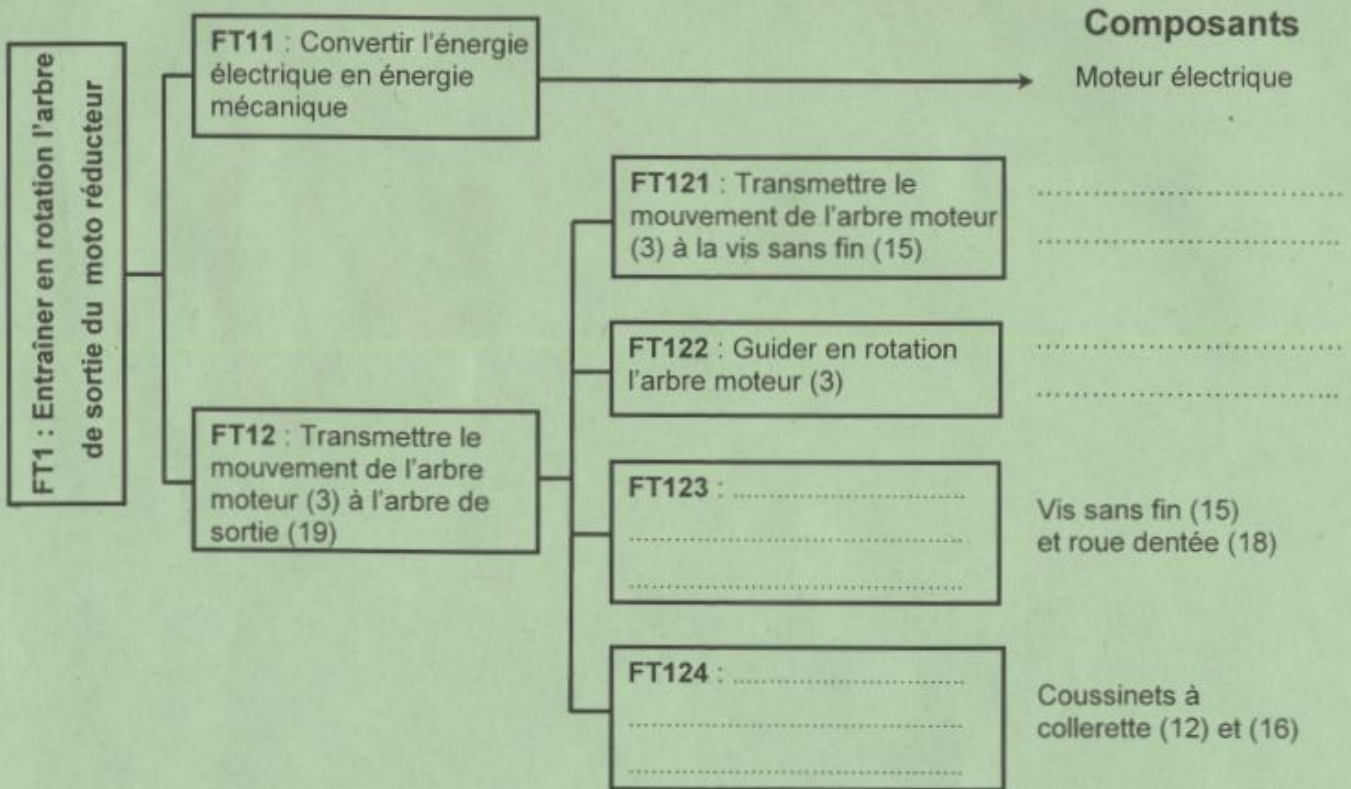 Composants
FT1 : Entraîner en rotation l'arbre
de sortie du moto réducteur
FT11 : Convertir l'énergie
électrique en énergie
mécanique
Moteur électrique
FT121 : Transmettre le
mouvement de l'arbre moteur
(3) à la vis sans fin (15)
..................................................
..................................................
FT122 : Guider en rotation
l'arbre moteur (3)
..................................................
..................................................
FT12 : Transmettre le
mouvement de l'arbre
moteur (3) à l'arbre de
sortie (19)
FT123 : ......................................
..................................................
..................................................
Vis sans fin (15)
et roue dentée (18)
FT124 : ......................................
..................................................
..................................................
Coussinets à
collerette (12) et (16)